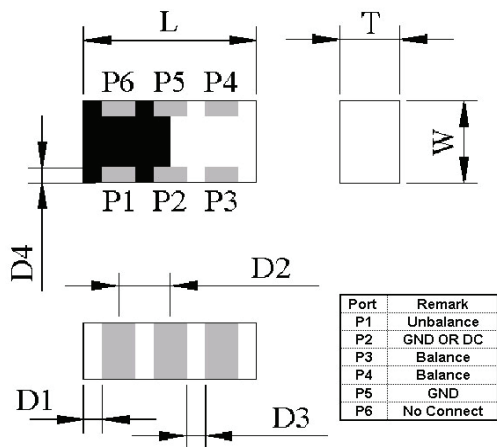 L
T
P6 P5 P4
W
P1 P2 P3
D4
D2
D1
D3
Port Remark
P1 Unbalance
P2 GND OR DC
P3 Balance
P4 Balance
P5 GND
P6 No Connect